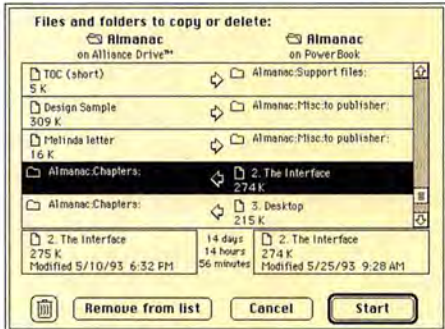 Files and folders to copy or delete:
Almanac Almanac
on Alliance Drive™ on PowerBook
TOC (short) Almanac:Support files:
5 K
Design Sample Almanac:Misc:to publisher:
309 K
Melinda letter Almanac:Misc:to publisher:
16 K
Almanac:Chapters: 2. The Interface
274 K
Almanac:Chapters: 3. Desktop
215 K
2. The Interface 14 days 2. The Interface
275 K 14 hours 274 K
Modified 5/10/93 6:32 PM 56 minutes Modified 5/25/93 9:28 AM
Remove from list Cancel Start